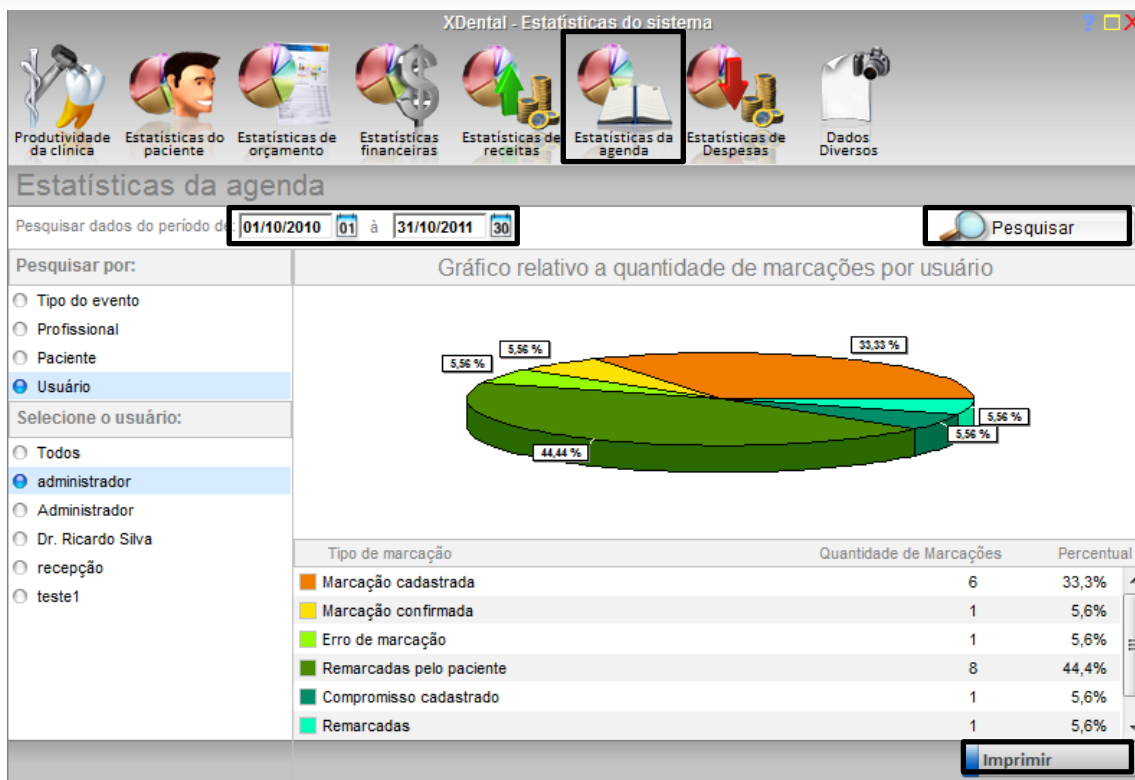 XDental - Estatísticas do sistema
?
Produtividade da clínica
Estatísticas do paciente
Estatísticas de orçamento
Estatísticas financeiras
Estatísticas de receitas
Estatísticas da agenda
Estatísticas de Despesas
Dados Diversos
Estatísticas da agenda
Pesquisar dados do período de: 01/10/2010 01 à 31/10/2011 30 Pesquisar
Pesquisar por:
Tipo do evento
Profissional
Paciente
Usuário
Selecione o usuário:
Todos
administrador
Administrador
Dr. Ricardo Silva
recepção
teste1
Gráfico relativo a quantidade de marcações por usuário
33,33 %
5,56 %
5,56 %
5,56 %
5,56 %
44,44 %
Tipo de marcação Quantidade de Marcações Percentual
Marcação cadastrada 6 33,3%
Marcação confirmada 1 5,6%
Erro de marcação 1 5,6%
Remarcadas pelo paciente 8 44,4%
Compromisso cadastrado 1 5,6%
Remarcadas 1 5,6%
Imprimir